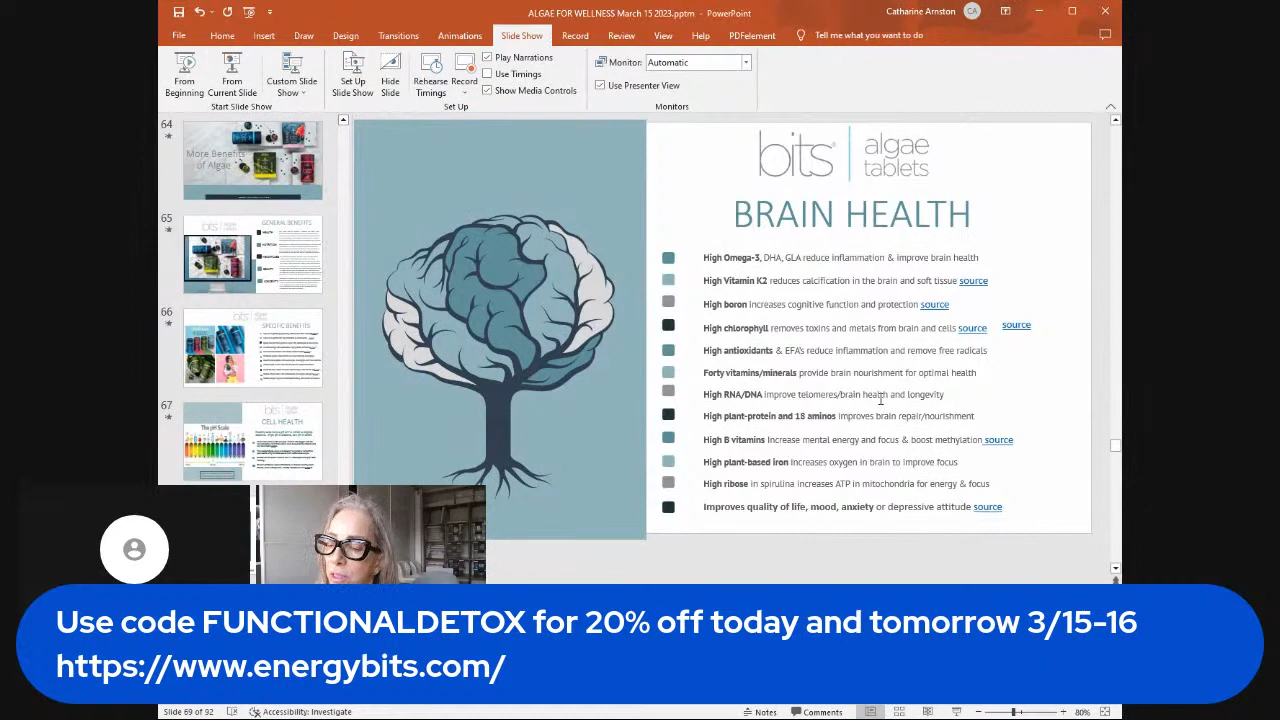 ALGAE FOR WELLNESS March 15 2023.pptm - PowerPoint
Catharine Arnston
CA
File Home Insert Draw Design Transitions Animations Slide Show Record Review View Help PDFelement Tell me what you want to do
From Beginning
From Current Slide
Custom Slide Show
Set Up Slide Show
Hide Slide
Rehearse Timings
Record
Play Narrations
Use Timings
Show Media Controls
Monitor: Automatic
Use Presenter View
Start Slide Show
Set Up
Monitors
64
More Benefits
of Algae
65
GENERAL BENEFITS
66
bits algae tablets
SPECIFIC BENEFITS
67
CELL HEALTH
The pH Scale
bits algae
tablets
BRAIN HEALTH
High Omega-3, DHA, GLA reduce inflammation & improve brain health
High Vitamin K2 reduces calcification in the brain and soft tissue source
High boron increases cognitive function and protection source
High chlorophyll removes toxins and metals from brain and cells source source
High antioxidants & EFA's reduce inflammation and remove free radicals
Forty vitamins/minerals provide brain nourishment for optimal health
High RNA/DNA improve telomeres/brain health and longevity
High plant-protein and 18 aminos improves brain repair/nourishment
High B vitamins increase mental energy and focus & boost methylation source
High plant-based iron increases oxygen in brain to improve focus
High ribose in spirulina increases ATP in mitochondria for energy & focus
Improves quality of life, mood, anxiety or depressive attitude source
Use code FUNCTIONALDETOX for 20% off today and tomorrow 3/15-16
https://www.energybits.com/
Slide 69 of 92
Accessibility: Investigate
Notes
Comments
80%